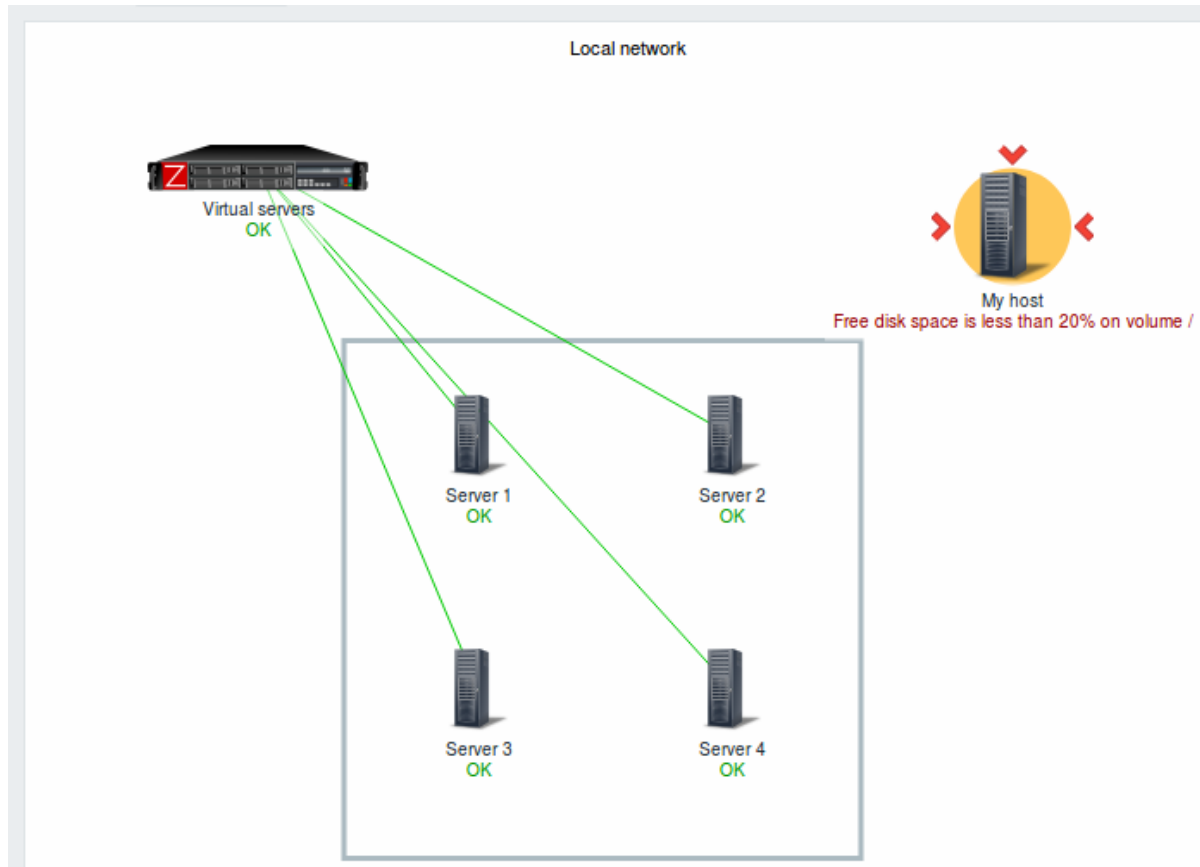 Local network
Z
Virtual servers
OK
My host
Free disk space is less than 20% on volume /
Server 1
OK
Server 2
OK
Server 3
OK
Server 4
OK